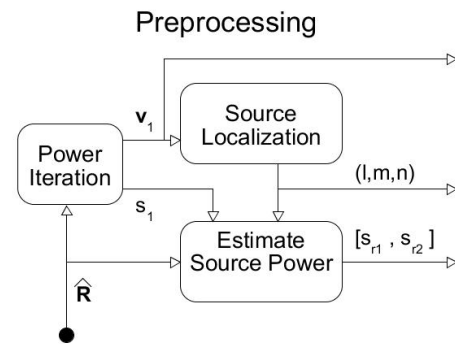 Preprocessing
v₁
Source
Localization
Power
Iteration
(l,m,n)
s₁
Estimate
Source Power
[sᵣ₁ , sᵣ₂ ]
R̂